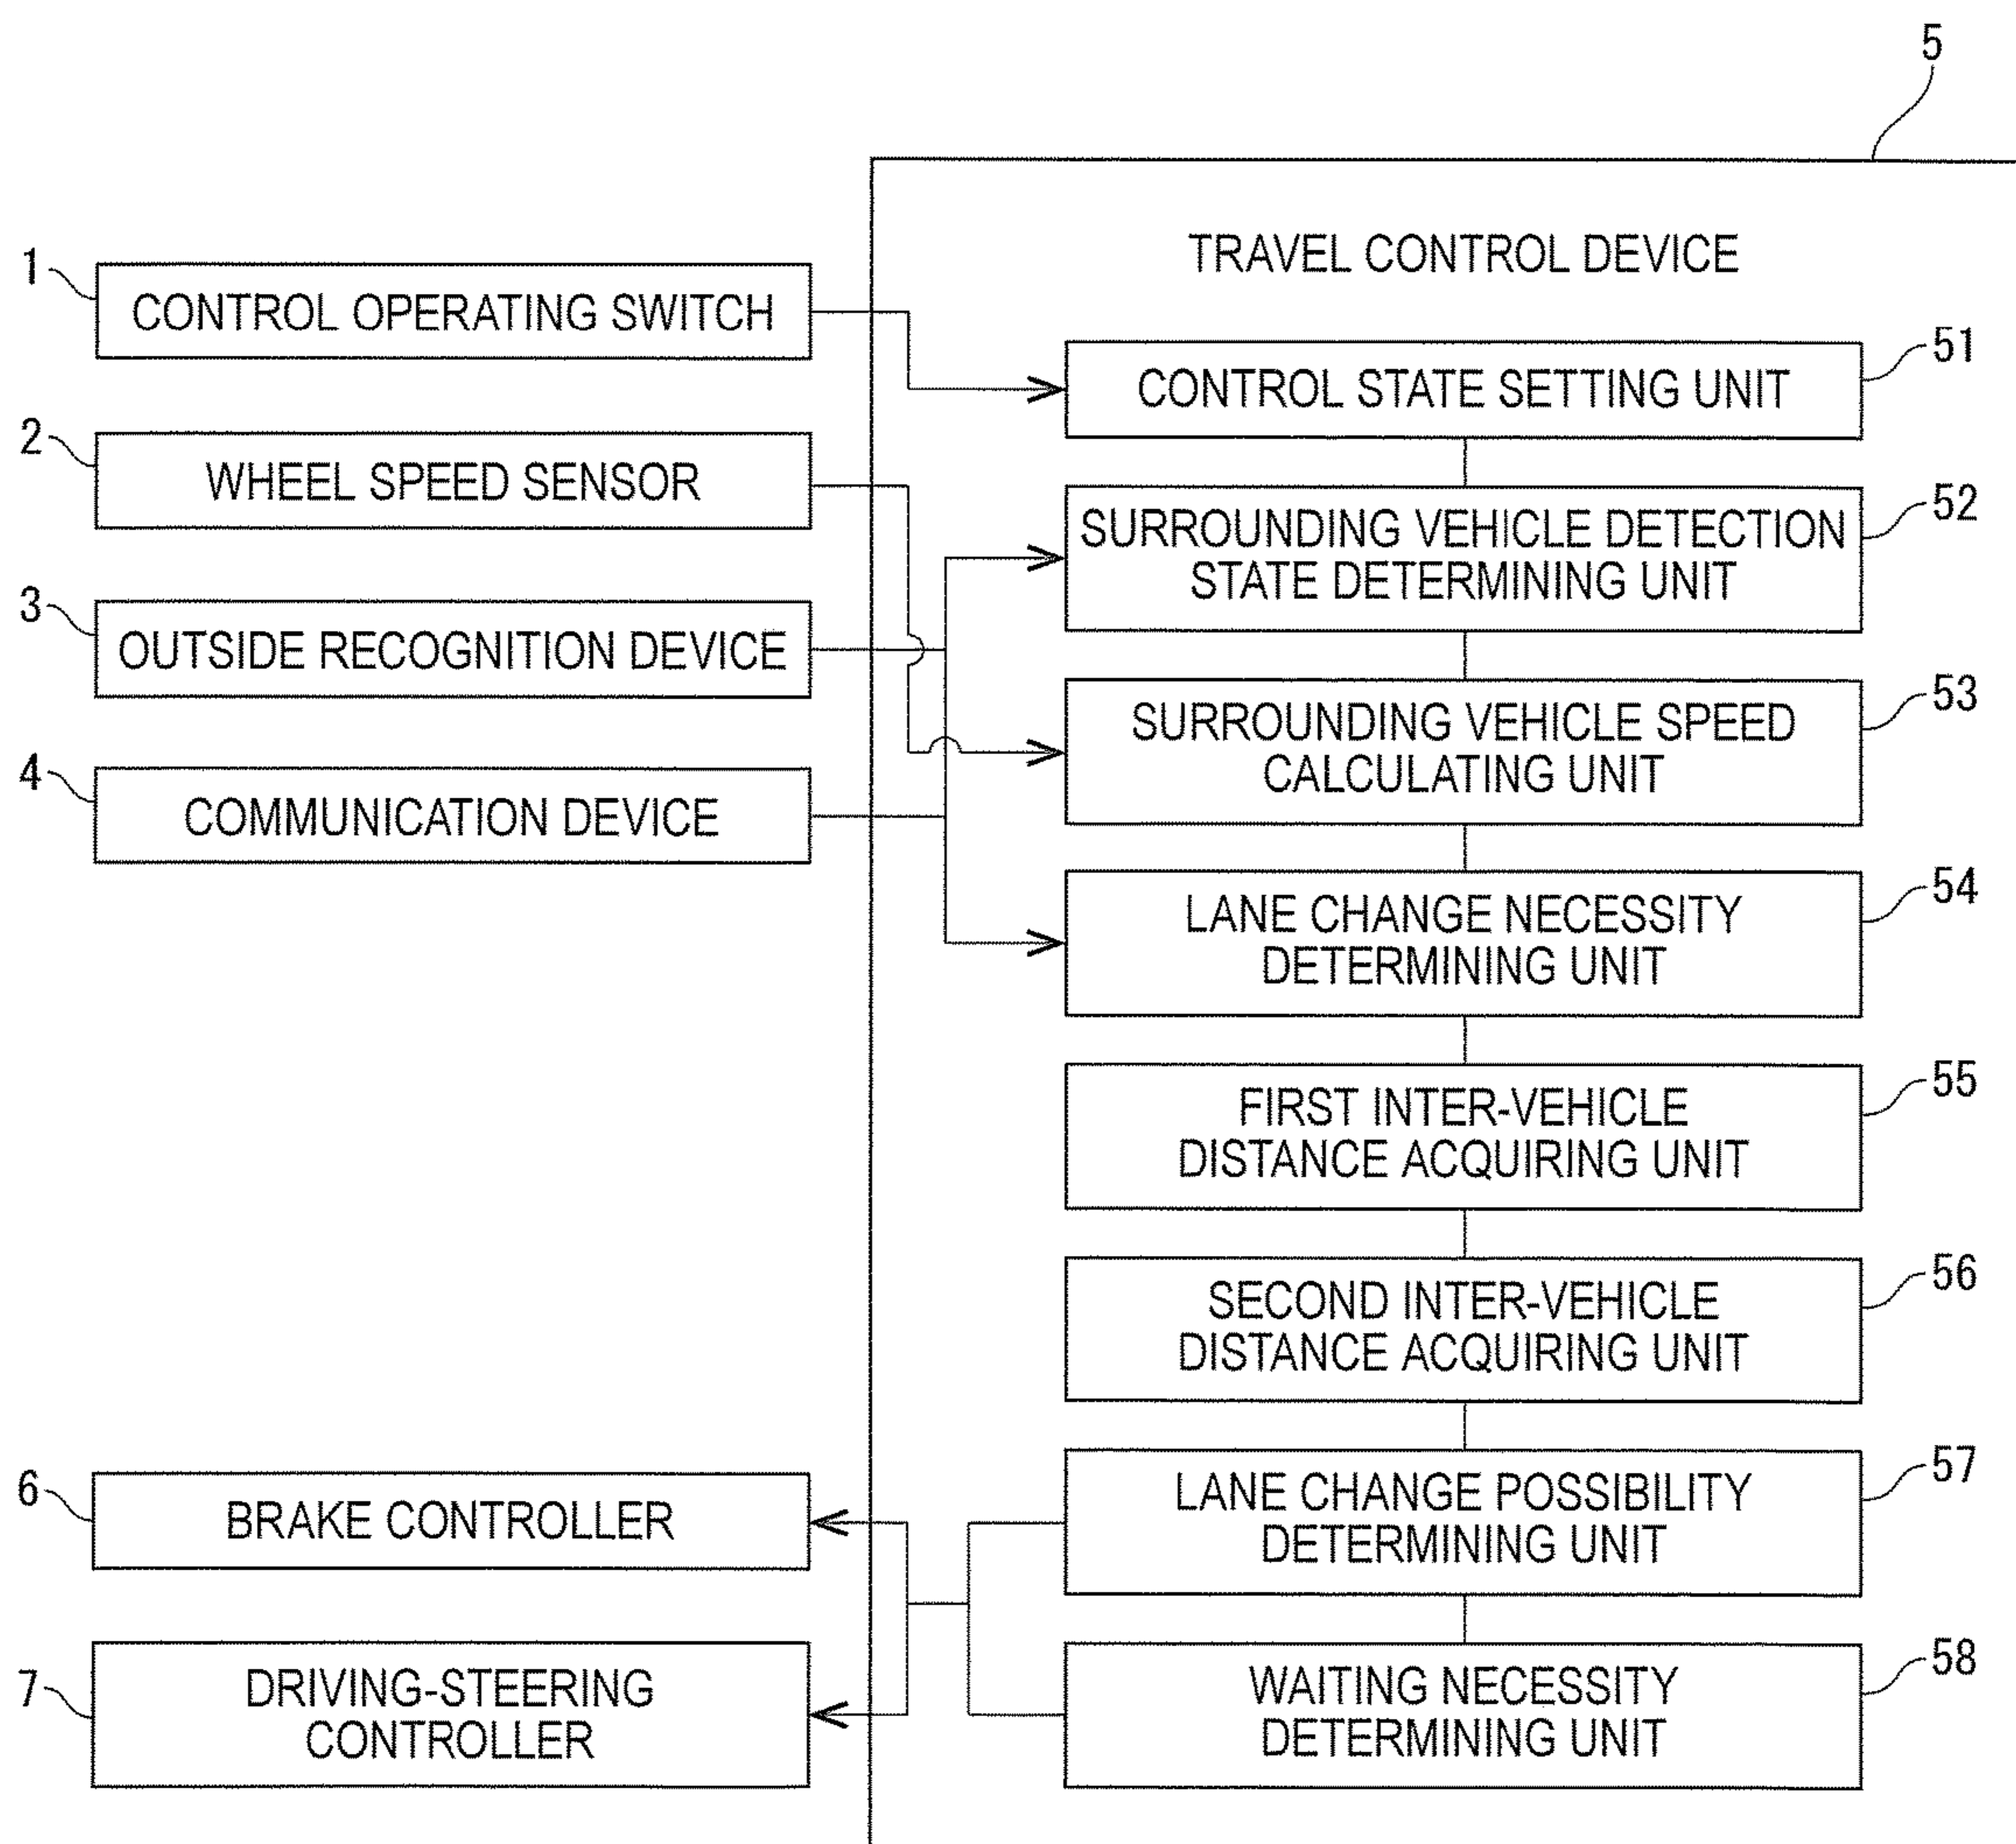 5
TRAVEL CONTROL DEVICE
1
CONTROL OPERATING SWITCH
2
WHEEL SPEED SENSOR
3
OUTSIDE RECOGNITION DEVICE
4
COMMUNICATION DEVICE
51
CONTROL STATE SETTING UNIT
52
SURROUNDING VEHICLE DETECTION
STATE DETERMINING UNIT
53
SURROUNDING VEHICLE SPEED
CALCULATING UNIT
54
LANE CHANGE NECESSITY
DETERMINING UNIT
55
FIRST INTER-VEHICLE
DISTANCE ACQUIRING UNIT
56
SECOND INTER-VEHICLE
DISTANCE ACQUIRING UNIT
57
LANE CHANGE POSSIBILITY
DETERMINING UNIT
58
WAITING NECESSITY
DETERMINING UNIT
6
BRAKE CONTROLLER
7
DRIVING-STEERING
CONTROLLER